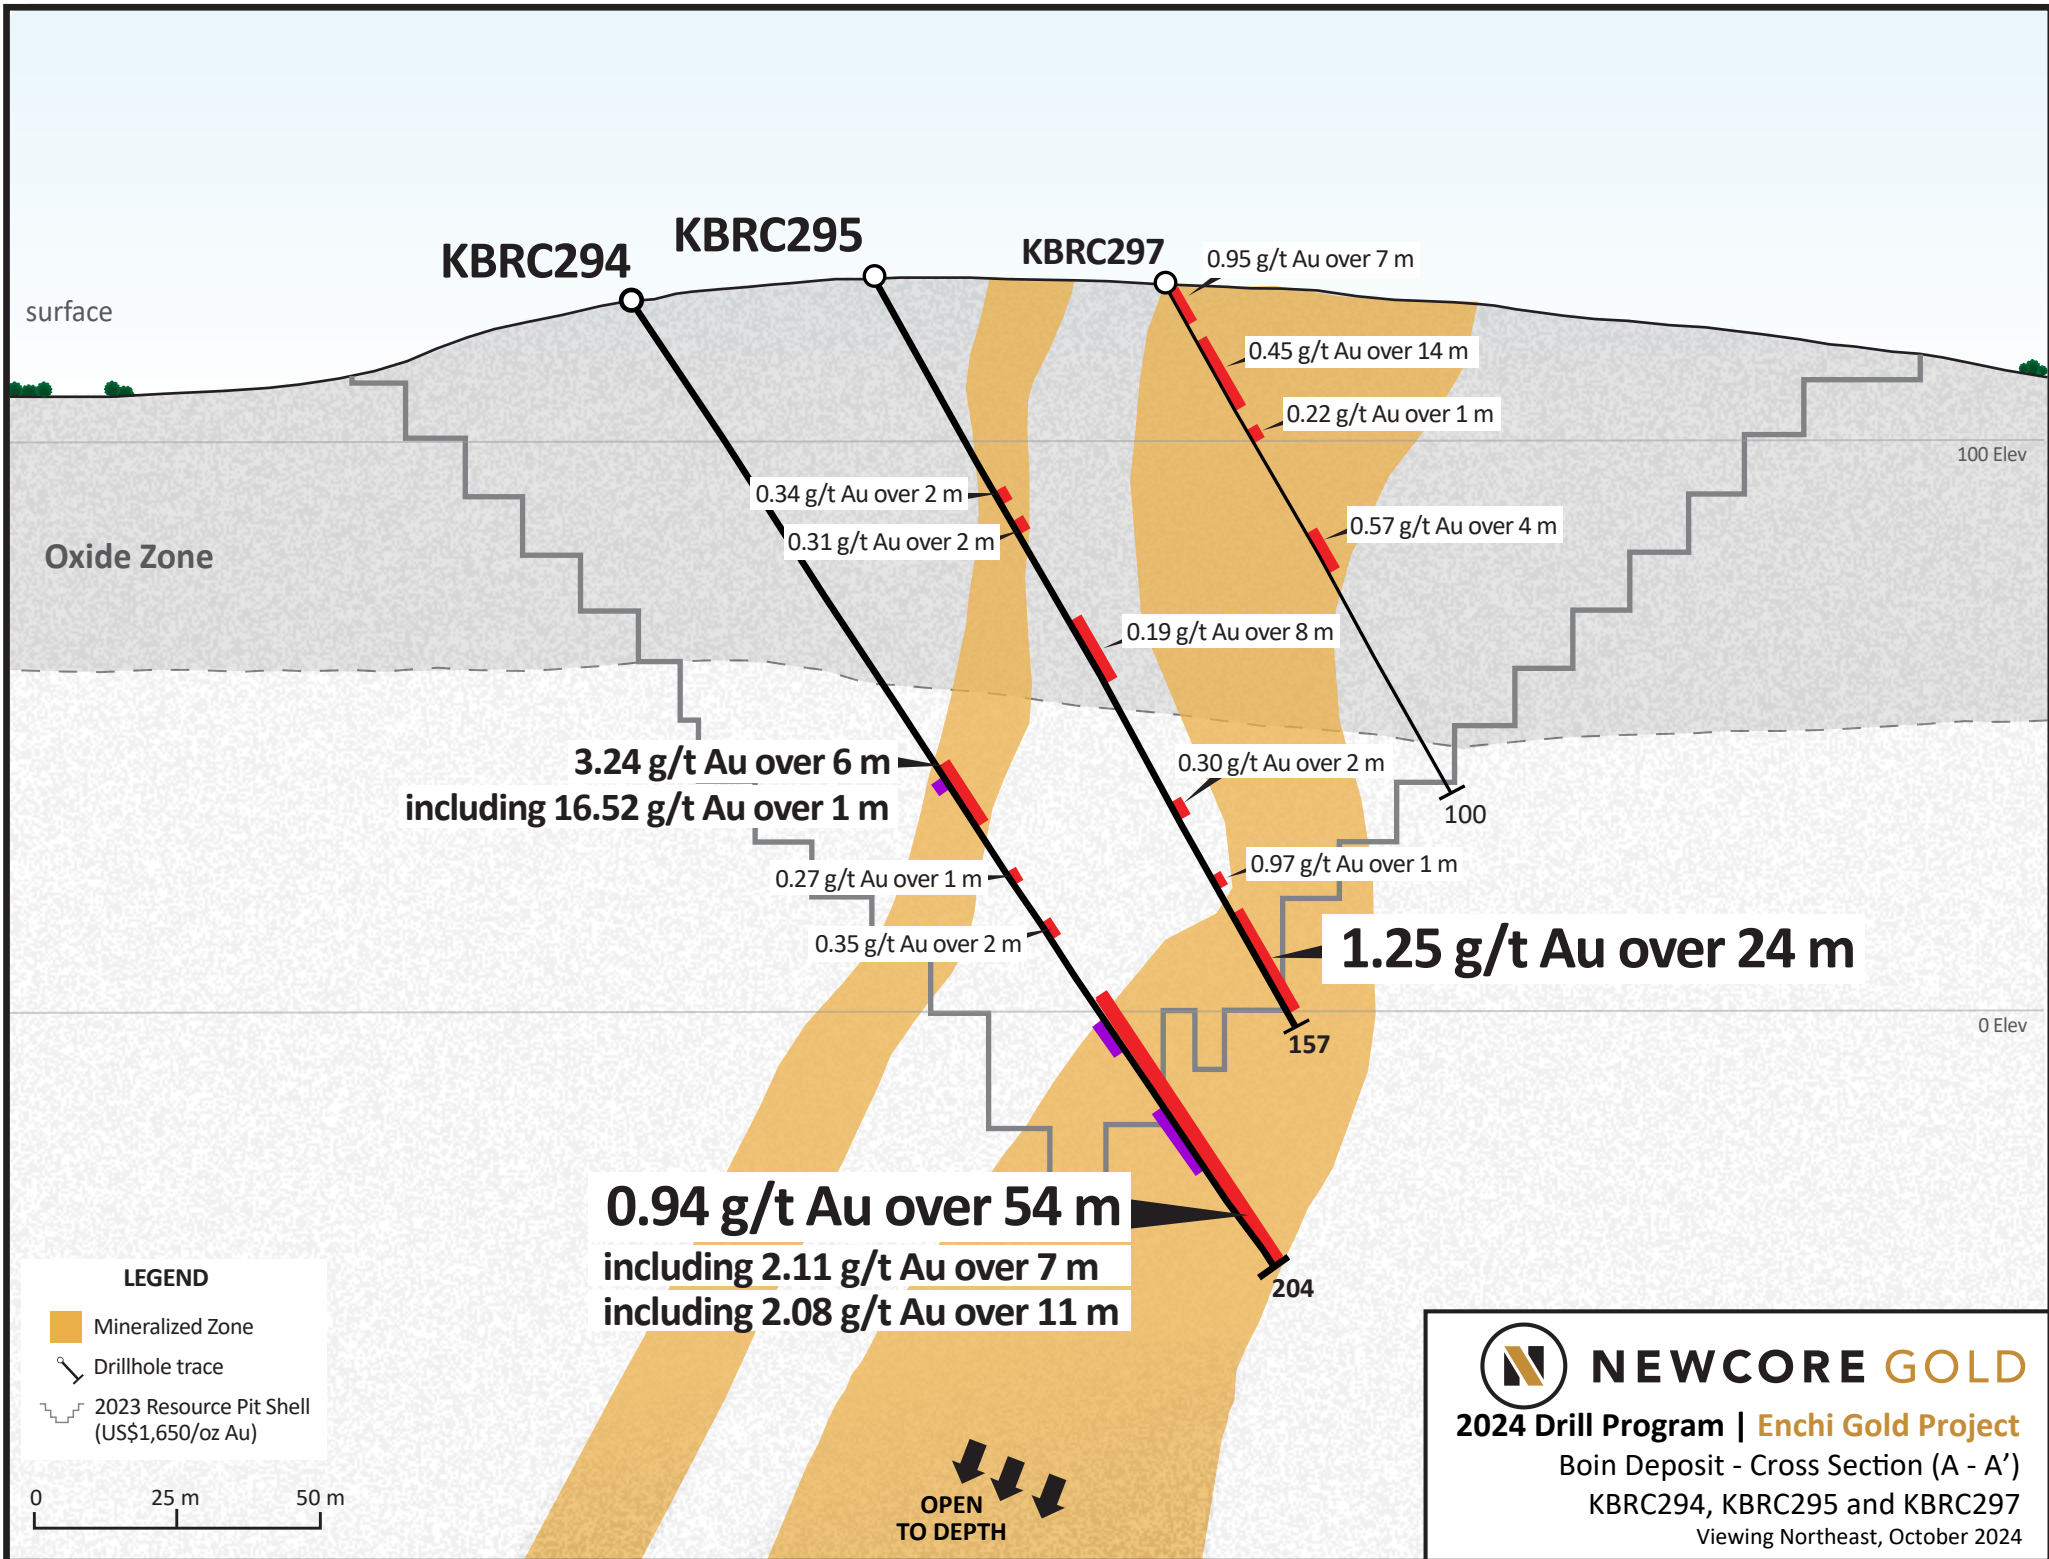 KBRC294
KBRC295
KBRC297
0.95 g/t Au over 7 m
surface
0.45 g/t Au over 14 m
0.22 g/t Au over 1 m
100 Elev
0.34 g/t Au over 2 m
0.31 g/t Au over 2 m
0.57 g/t Au over 4 m
Oxide Zone
0.19 g/t Au over 8 m
3.24 g/t Au over 6 m
including 16.52 g/t Au over 1 m
0.30 g/t Au over 2 m
100
0.27 g/t Au over 1 m
0.97 g/t Au over 1 m
0.35 g/t Au over 2 m
1.25 g/t Au over 24 m
0 Elev
157
0.94 g/t Au over 54 m
including 2.11 g/t Au over 7 m
including 2.08 g/t Au over 11 m
204
LEGEND
Mineralized Zone
Drillhole trace
2023 Resource Pit Shell
(US$1,650/oz Au)
0 25 m 50 m
OPEN
TO DEPTH
NEWCORE GOLD
2024 Drill Program | Enchi Gold Project
Boin Deposit - Cross Section (A - A’)
KBRC294, KBRC295 and KBRC297
Viewing Northeast, October 2024